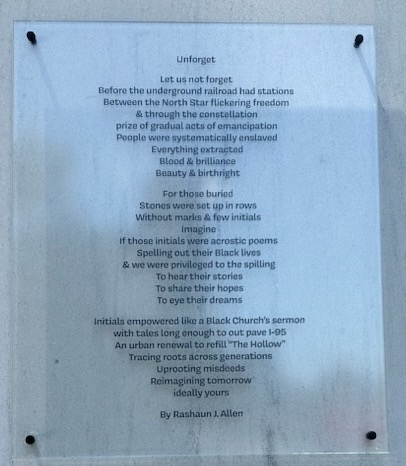 Unforget
Let us not forget
Before the underground railroad had stations
Between the North Star flickering freedom
& through the constellation
prize of gradual acts of emancipation
People were systematically enslaved
Everything extracted
Blood & brilliance
Beauty & birthright
For those buried
Stones were set up in rows
Without marks & few initials
Imagine
If those initials were acrostic poems
Spelling out their Black lives
& we were privileged to the spilling
To hear their stories
To share their hopes
To eye their dreams
Initials empowered like a Black Church's sermon
with tales long enough to out pave I-95
An urban renewal to refill "The Hollow"
Tracing roots across generations
Uprooting misdeeds
Reimagining tomorrow
ideally yours
By Rashaun J. Allen